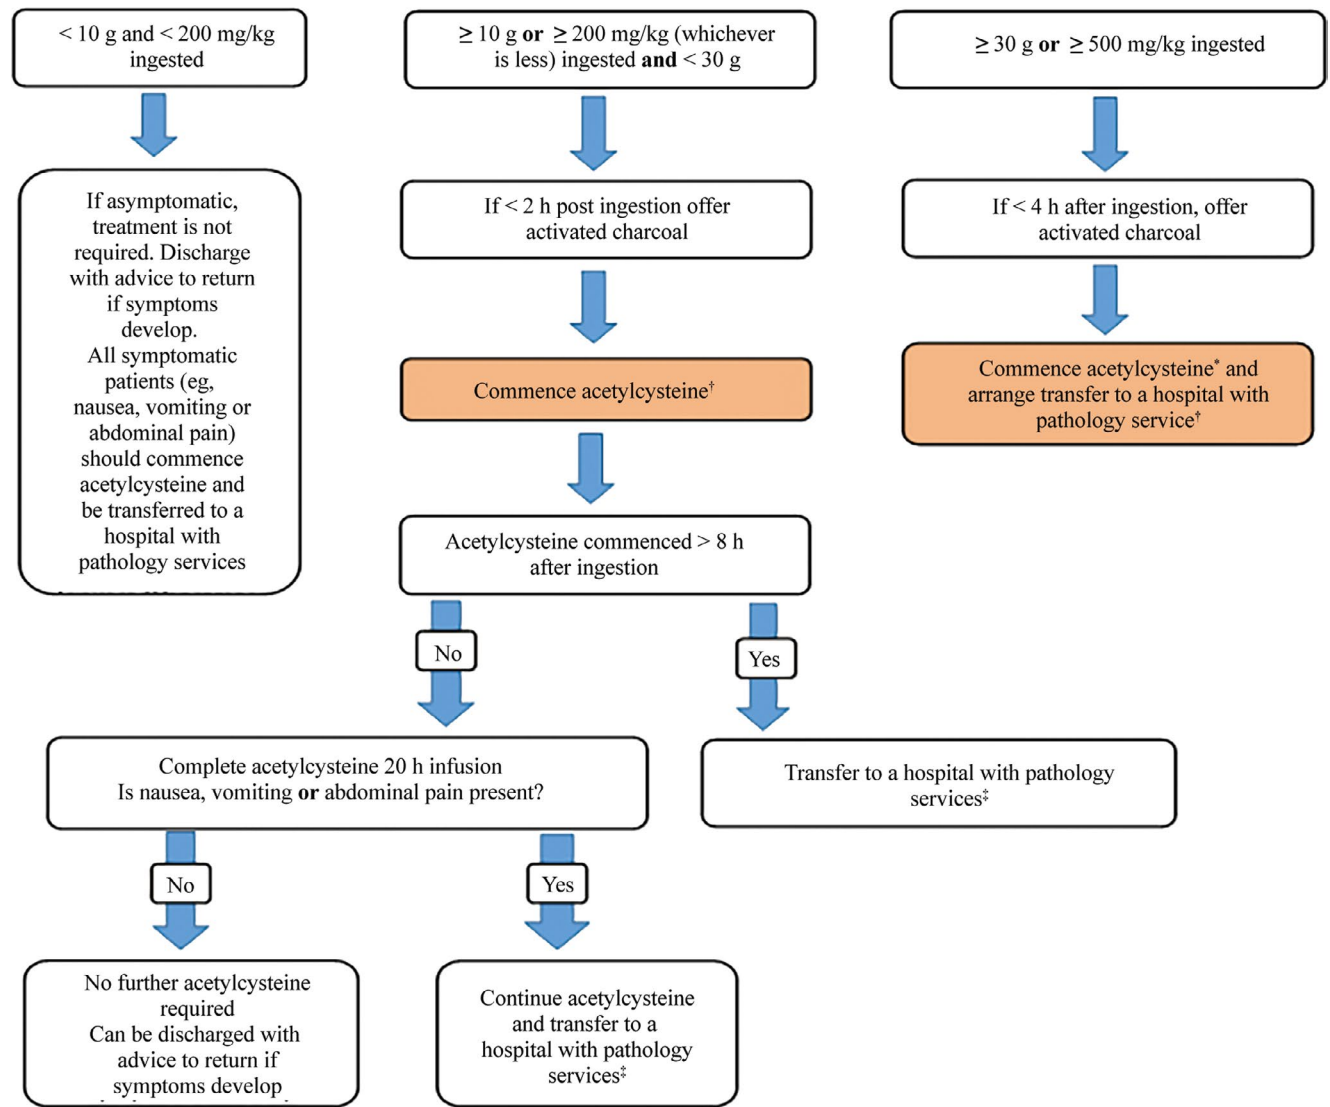 < 10 g and < 200 mg/kg
ingested
≥ 10 g or ≥ 200 mg/kg (whichever
is less) ingested and < 30 g
≥ 30 g or ≥ 500 mg/kg ingested
If asymptomatic,
treatment is not
required. Discharge
with advice to return
if symptoms
develop.
All symptomatic
patients (eg,
nausea, vomiting or
abdominal pain)
should commence
acetylcysteine and
be transferred to a
hospital with
pathology services
If < 2 h post ingestion offer
activated charcoal
If < 4 h after ingestion, offer
activated charcoal
Commence acetylcysteine†
Commence acetylcysteine* and
arrange transfer to a hospital with
pathology service†
Acetylcysteine commenced > 8 h
after ingestion
No
Yes
Complete acetylcysteine 20 h infusion
Is nausea, vomiting or abdominal pain present?
Transfer to a hospital with pathology
services‡
No
Yes
No further acetylcysteine
required
Can be discharged with
advice to return if
symptoms develop
Continue acetylcysteine
and transfer to a
hospital with pathology
services‡